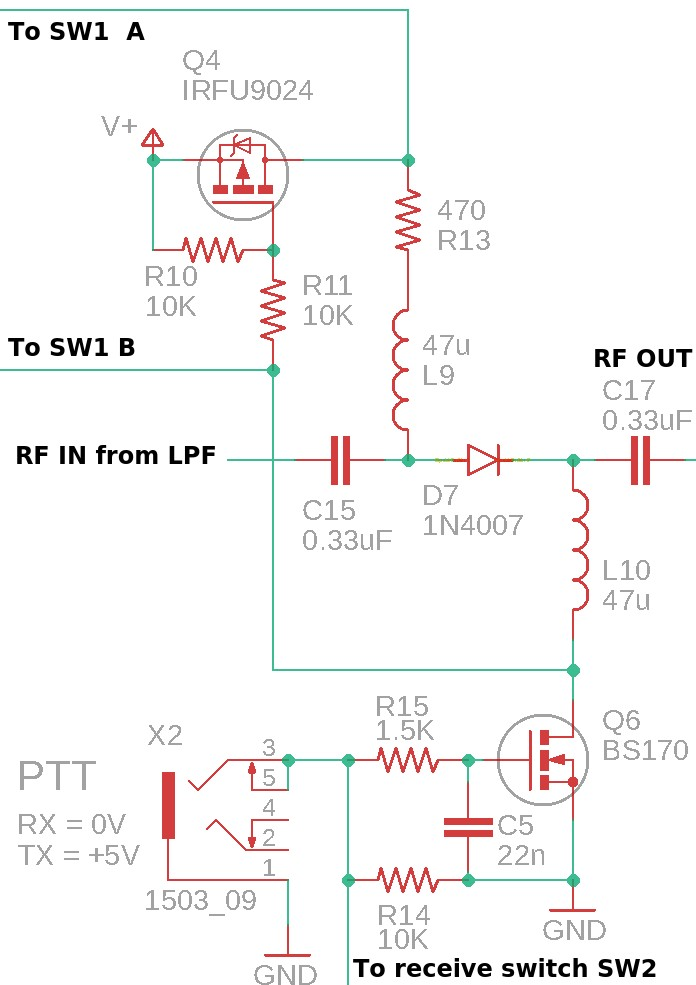 To SW1 A
Q4
IRFU9024
V+
470
R13
R10
10K
R11
10K
To SW1 B
47u
L9
RF OUT
C17
0.33uF
RF IN from LPF
C15
0.33uF
D7
1N4007
L10
47u
R15
1.5K
Q6
BS170
X2
3
5
4
2
1
PTT
RX = 0V
TX = +5V
1503_09
C5
22n
R14
10K
GND
GND
To receive switch SW2